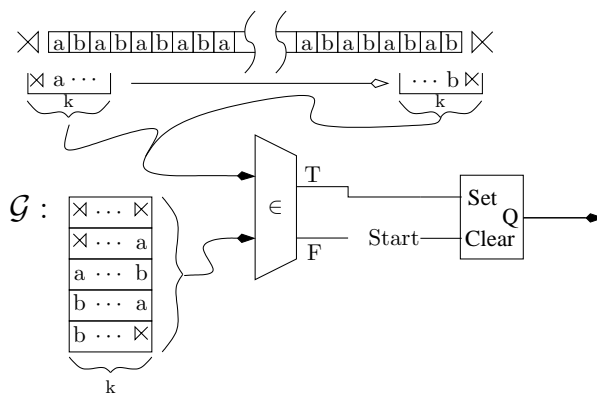 ⋊ a b a b a b a b a a b a b a b a b ⋉
⋊ a ··· ··· b ⋉
k k
T
∈
F
Start
Set
Q
Clear
𝒢 :
⋊ ··· ⋉
⋊ ··· a
a ··· b
b ··· a
b ··· ⋉
k